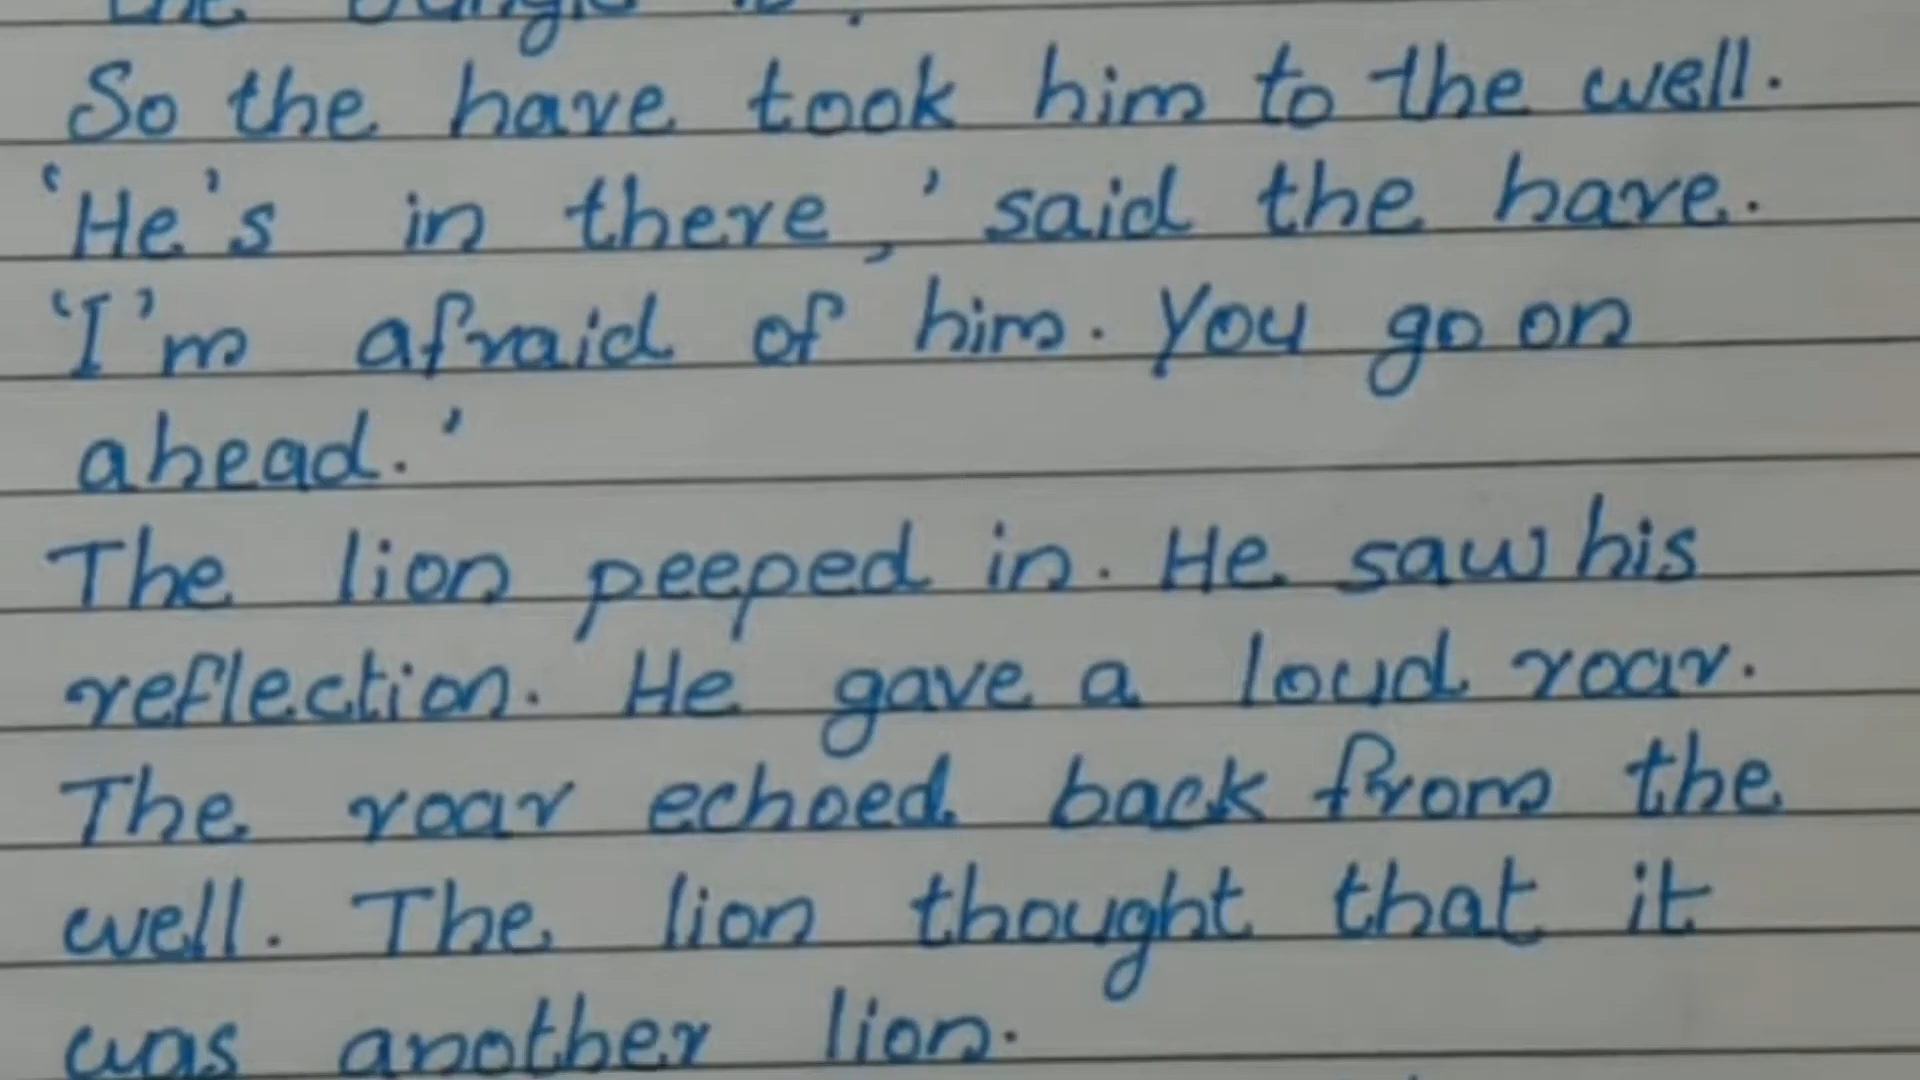 So the hare took him to the well.
'He's in there,' said the hare.
'I'm afraid of him. You go on
ahead.'
The lion peeped in. He saw his
reflection. He gave a loud roar.
The roar echoed back from the
well. The lion thought that it
was another lion.